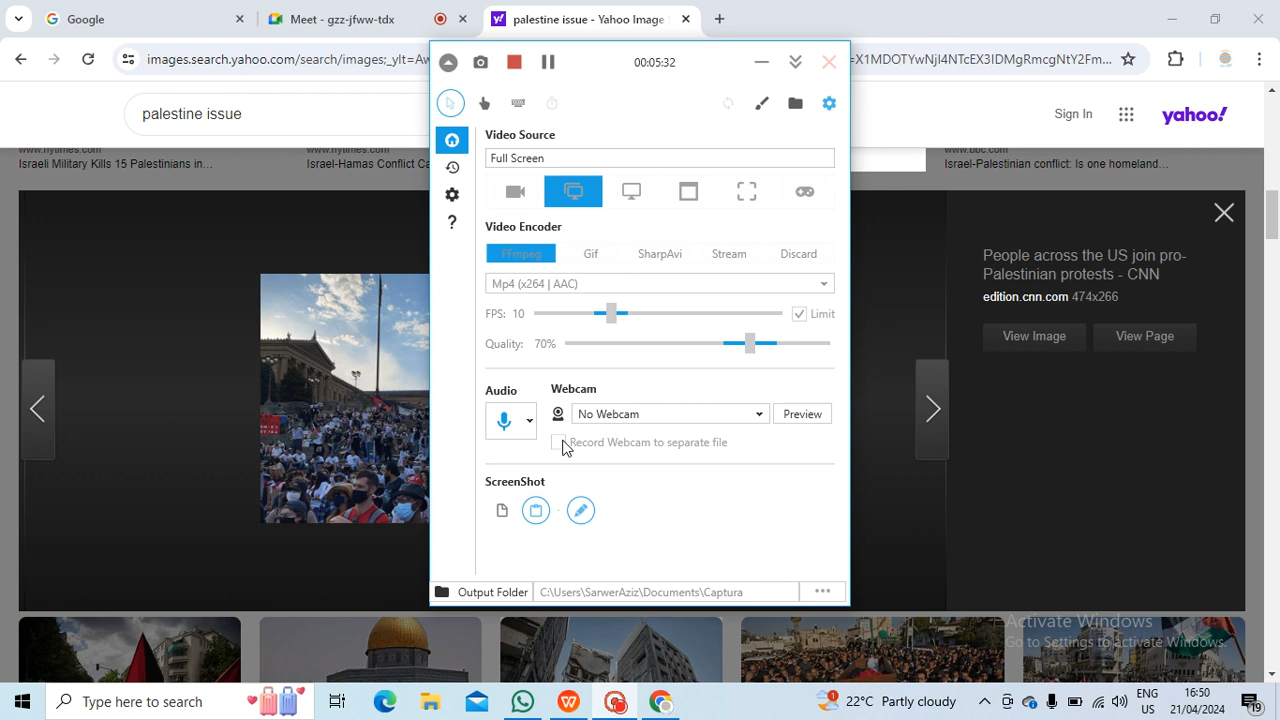 Google
Meet - gzz-jfww-tdx
palestine issue - Yahoo Image
images.search.yahoo.com/search/images;_ylt=Aw
=X1MDOTYwNjI4NTcEX3IDMgRmcgNtY2Fm...
palestine issue
Sign In
yahoo!
www.nytimes.com
Israeli Military Kills 15 Palestinians in...
www.nytimes.com
Israel-Hamas Conflict Ca
www.bbc.com
Israel-Palestinian conflict: Is one homeland...
00:05:32
Video Source
Full Screen
Video Encoder
FFmpeg Gif SharpAvi Stream Discard
Mp4 (x264 | AAC)
FPS: 10
Limit
Quality: 70%
Audio
Webcam
No Webcam
Preview
Record Webcam to separate file
ScreenShot
Output Folder
C:\Users\SarwerAziz\Documents\Captura
People across the US join pro-
Palestinian protests - CNN
edition.cnn.com 474x266
View Image
View Page
Activate Windows
Go to Settings to activate Windows.
Type here to search
22°C Partly cloudy
ENG
US
6:50
21/04/2024
19